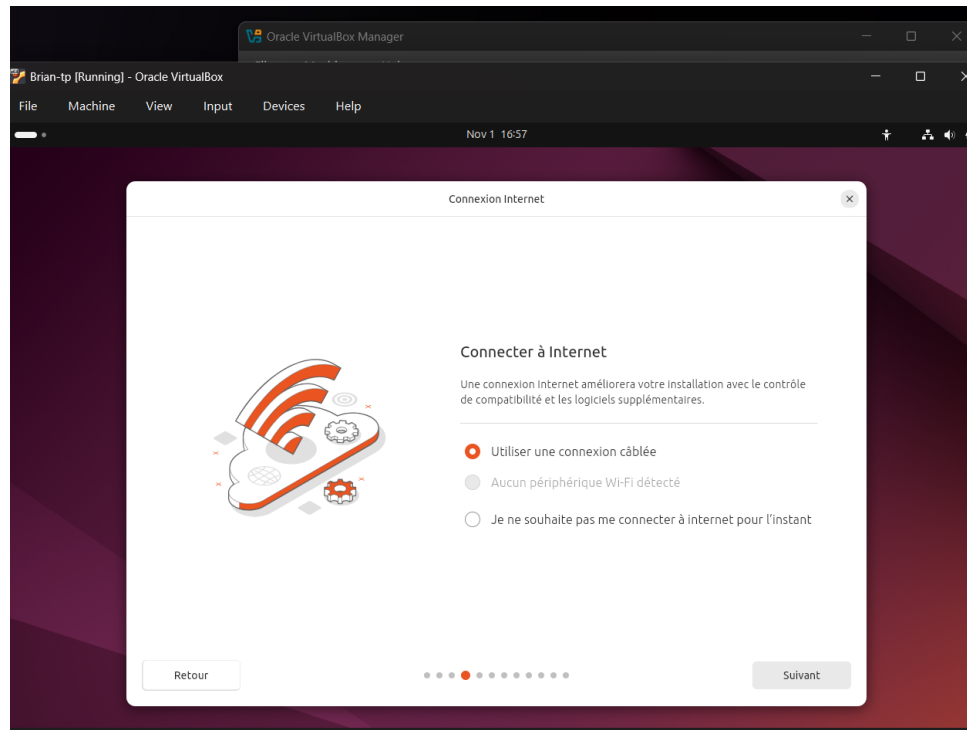 Oracle VirtualBox Manager
Brian-tp [Running] - Oracle VirtualBox
File Machine View Input Devices Help
Nov 1 16:57
Connexion Internet
Connecter à Internet
Une connexion Internet améliorera votre installation avec le contrôle
de compatibilité et les logiciels supplémentaires.
Utiliser une connexion câblée
Aucun périphérique Wi-Fi détecté
Je ne souhaite pas me connecter à internet pour l'instant
Retour
Suivant